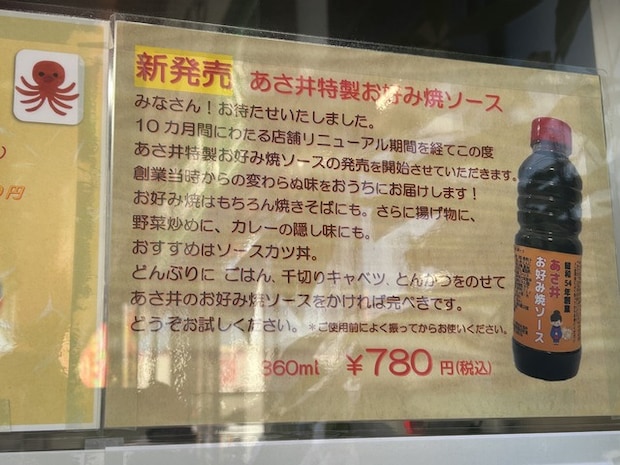 新発売 あさ井特製お好み焼ソース
みなさん！お待たせいたしました。
10カ月間にわたる店舗リニューアル期間を経てこの度
あさ井特製お好み焼ソースの発売を開始させていただきます。
創業当時からの変わらぬ味をおうちにお届けします！
お好み焼はもちろん焼きそばにも。さらに揚げ物に、
野菜炒めに、カレーの隠し味にも。
おすすめはソースカツ丼。
どんぶりに ごはん、千切りキャベツ、とんかつをのせて
あさ井のお好み焼ソースをかければ完ぺきです。
どうぞお試しください。 *ご使用前によく振ってからお使いください。
360ml ￥780円(税込)
昭和54年創業
あさ井
お好み焼ソース
円